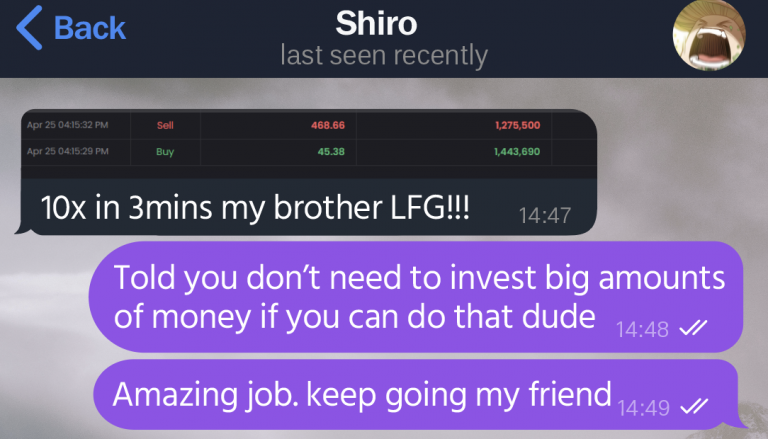 Back
Shiro
last seen recently
Apr 25 04:15:32 PM Sell 468.66 1,275,500
Apr 25 04:15:29 PM Buy 45.38 1,443,690
10x in 3mins my brother LFG!!! 14:47
Told you don’t need to invest big amounts
of money if you can do that dude 14:48
Amazing job. keep going my friend 14:49